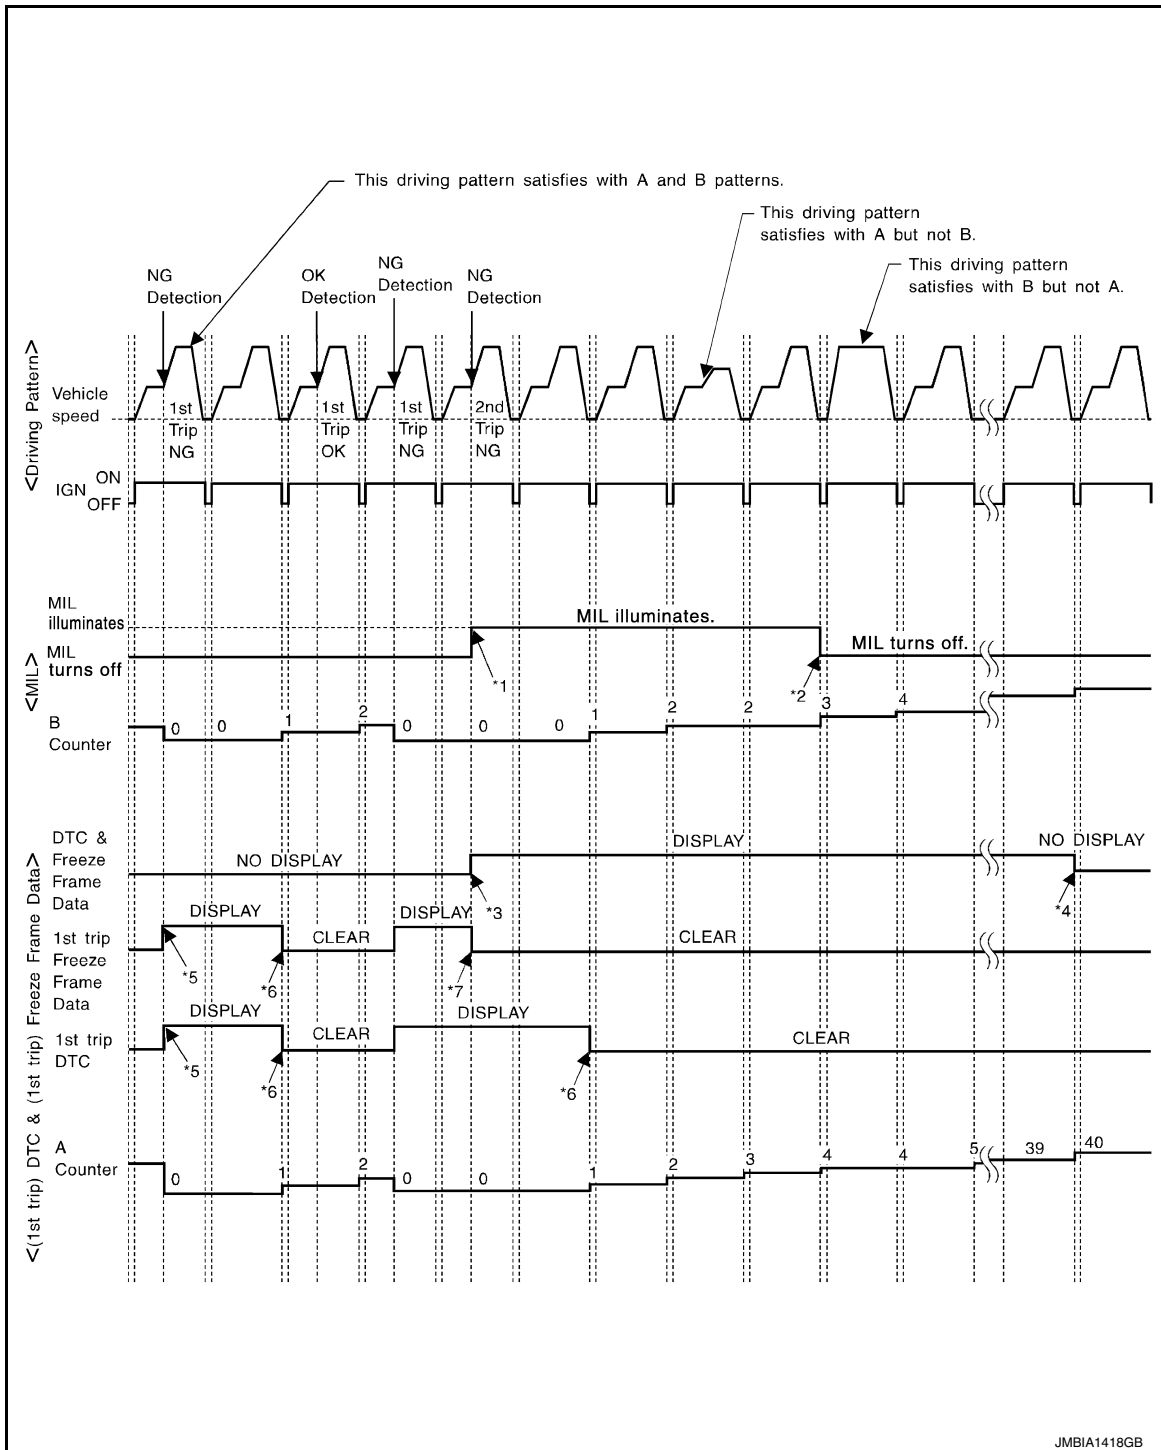 This driving pattern satisfies with A and B patterns.
This driving pattern
satisfies with A but not B.
This driving pattern
satisfies with B but not A.
NG
Detection
OK
Detection
NG
Detection
NG
Detection
<Driving Pattern>
Vehicle
speed
1st
Trip
NG
1st
Trip
OK
1st
Trip
NG
2nd
Trip
NG
IGN ON
OFF
<MIL>
MIL
illuminates
MIL illuminates.
MIL
turns off
MIL turns off.
*1
*2
B
Counter
0 0 1 2 0 0 0 1 2 2 3 4
<(1st trip) DTC & (1st trip) Freeze Frame Data>
DTC &
Freeze
Frame
Data
NO DISPLAY
DISPLAY
NO DISPLAY
*3
*4
1st trip
Freeze
Frame
Data
DISPLAY
CLEAR
DISPLAY
CLEAR
*5
*6
*7
1st trip
DTC
DISPLAY
CLEAR
DISPLAY
CLEAR
*5
*6
*6
A
Counter
0 1 2 0 0 1 2 3 4 4 5 39 40
JMBIA1418GB